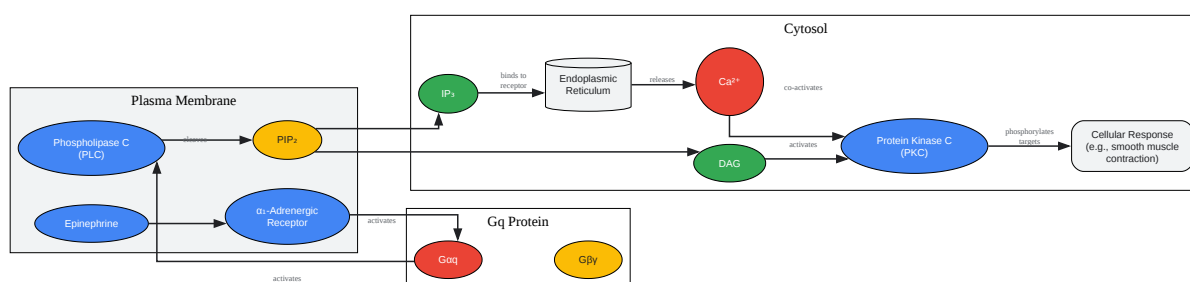 Cytosol
Plasma Membrane
Phospholipase C
(PLC)
cleaves
PIP₂
IP₃
binds to
receptor
Endoplasmic
Reticulum
releases
Ca²⁺
co-activates
DAG
activates
Protein Kinase C
(PKC)
phosphorylates
targets
Cellular Response
(e.g., smooth muscle
contraction)
Epinephrine
α₁-Adrenergic
Receptor
activates
Gq Protein
Gαq
Gβγ
activates